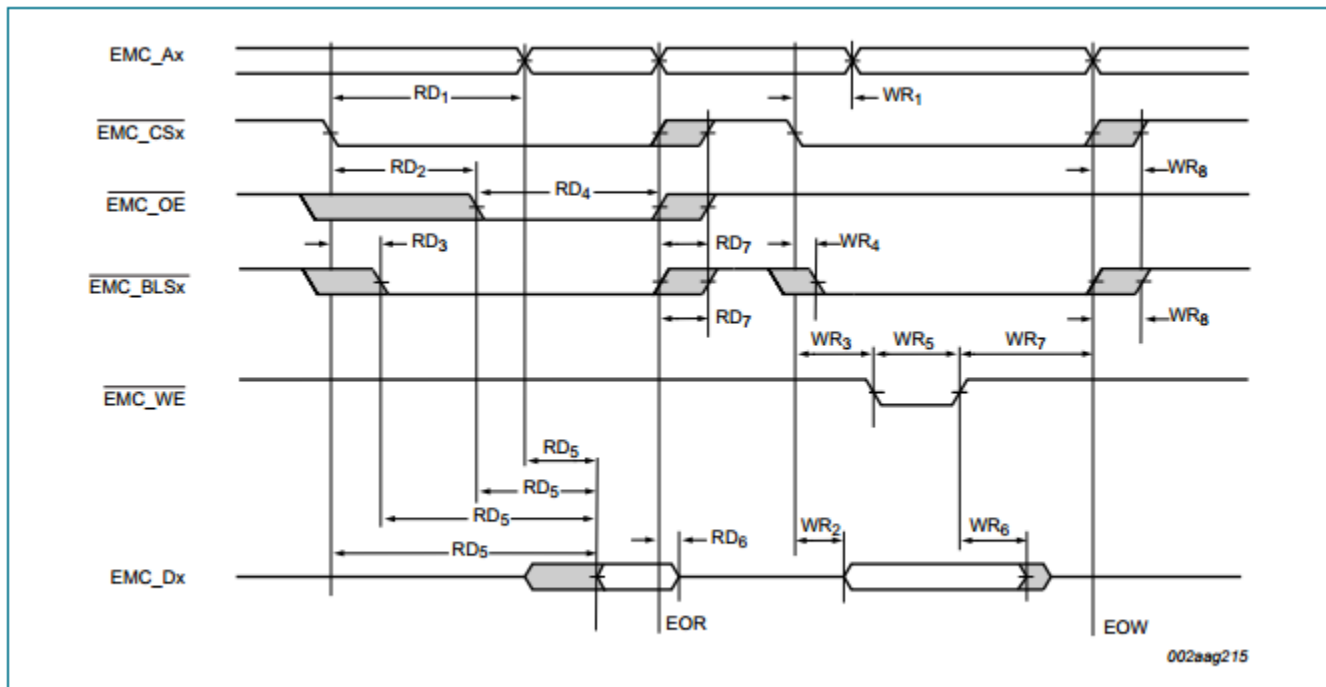 EMC_Ax
RD1 WR1
EMC_CSx
RD2 WR8
RD4
EMC_OE
RD3 RD7 WR4
EMC_BLSx
RD7 WR8
WR3 WR5 WR7
EMC_WE
RD5
RD5
RD5 WR2 WR6
RD5 RD6
EMC_Dx
EOR EOW
002aag215